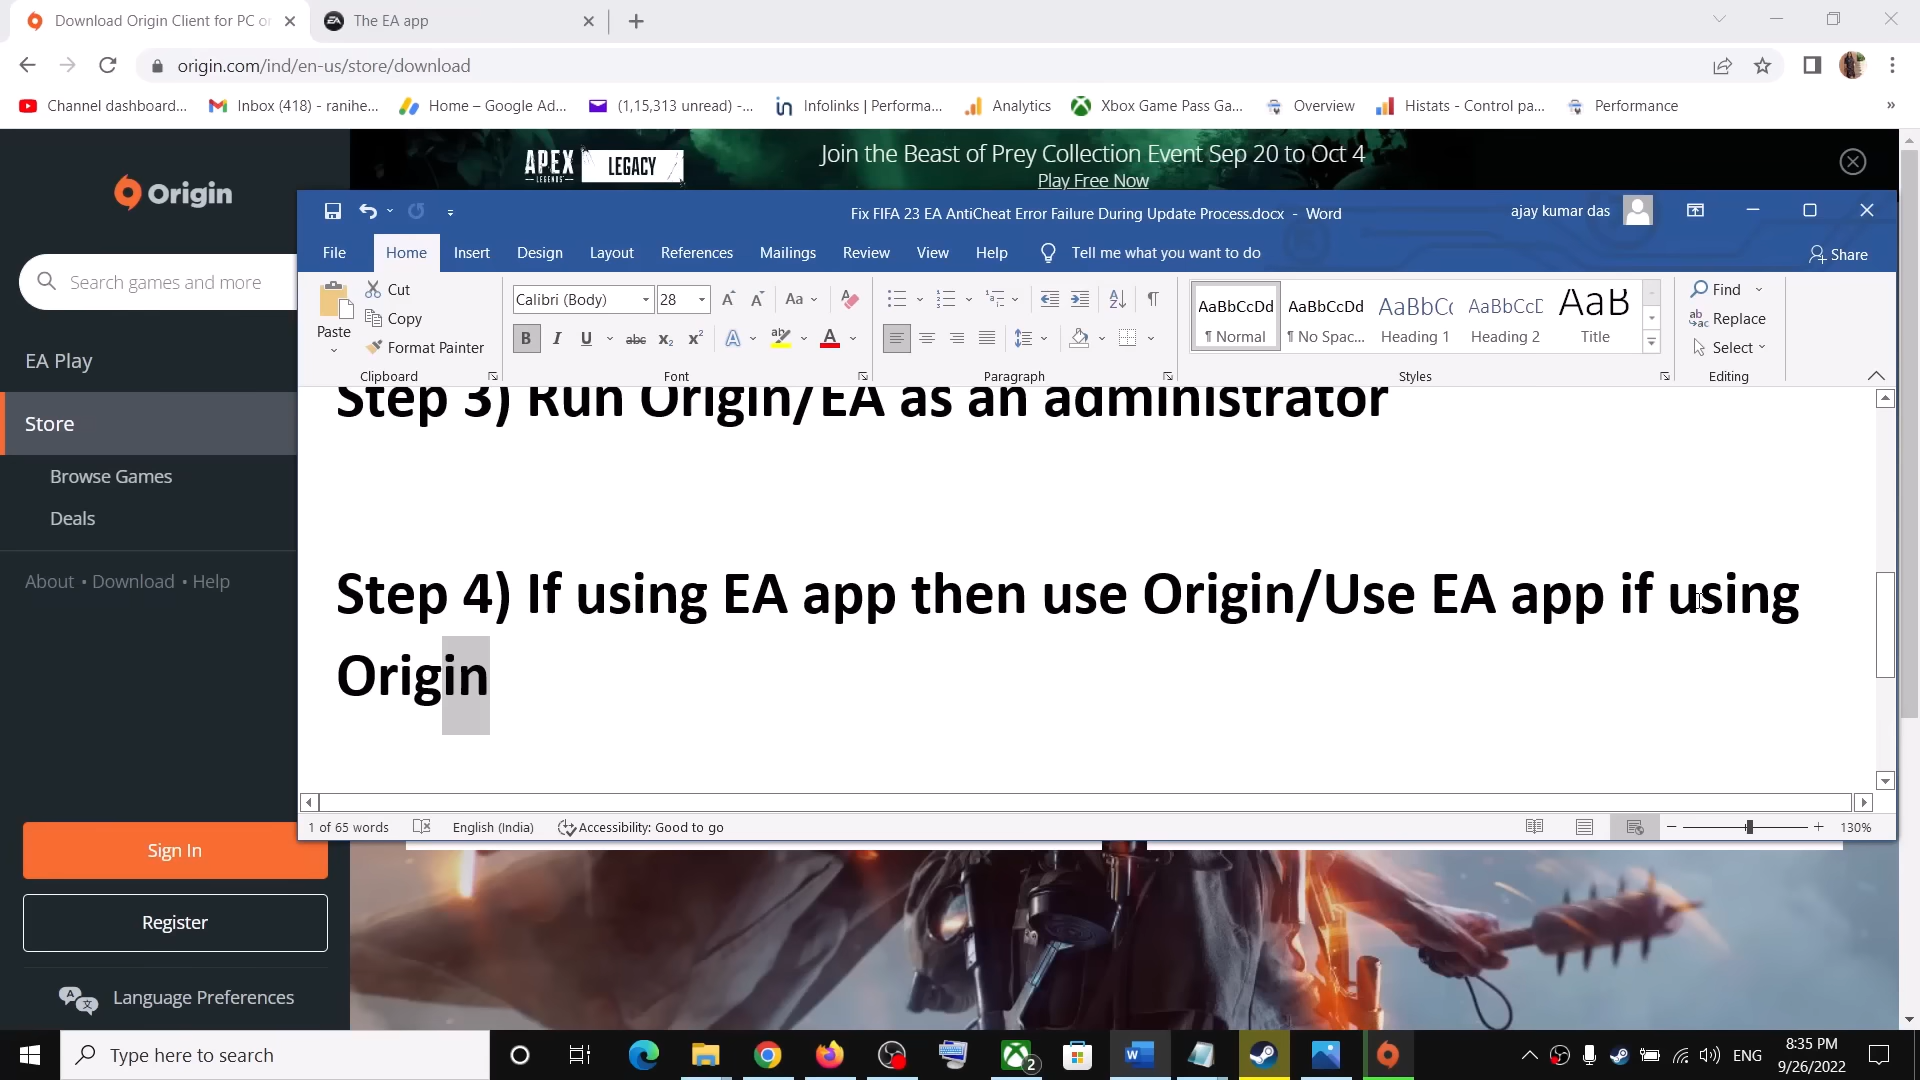 Download Origin Client for PC or
The EA app
origin.com/ind/en-us/store/download
Channel dashboard...
Inbox (418) - ranihe...
Home – Google Ad...
(1,15,313 unread) -...
Infolinks | Performa...
Analytics
Xbox Game Pass Ga...
Overview
Histats - Control pa...
Performance
»
APEX LEGENDS
LEGACY
Join the Beast of Prey Collection Event Sep 20 to Oct 4
Play Free Now
Origin
Search games and more
EA Play
Store
Browse Games
Deals
About • Download • Help
Sign In
Register
Language Preferences
Fix FIFA 23 EA AntiCheat Error Failure During Update Process.docx - Word
ajay kumar das
File
Home
Insert
Design
Layout
References
Mailings
Review
View
Help
Tell me what you want to do
Share
Paste
Cut
Copy
Format Painter
Clipboard
Calibri (Body)
28
Font
Paragraph
AaBbCcDd
¶ Normal
AaBbCcDd
¶ No Spac...
AaBbCc
Heading 1
AaBbCcD
Heading 2
AaB
Title
Styles
Find
Replace
Select
Editing
Step 3) Run Origin/EA as an administrator
Step 4) If using EA app then use Origin/Use EA app if using
Origin
1 of 65 words
English (India)
Accessibility: Good to go
130%
Type here to search
2
ENG
8:35 PM
9/26/2022